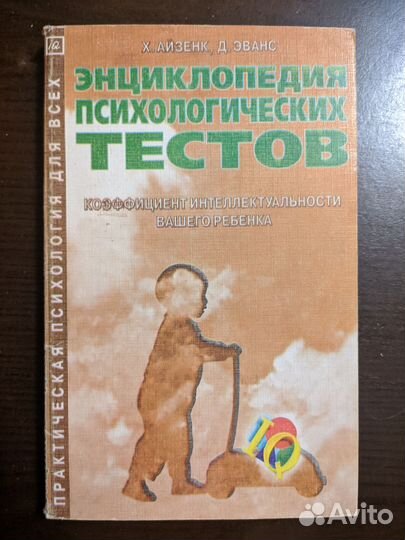 Х. АЙЗЕНК, Д. ЭВАНС
ЭНЦИКЛОПЕДИЯ
ПСИХОЛОГИЧЕСКИХ
ТЕСТОВ
КОЭФФИЦИЕНТ ИНТЕЛЛЕКТУАЛЬНОСТИ
ВАШЕГО РЕБЕНКА
ПРАКТИЧЕСКАЯ ПСИХОЛОГИЯ ДЛЯ ВСЕХ
IQ
Avito